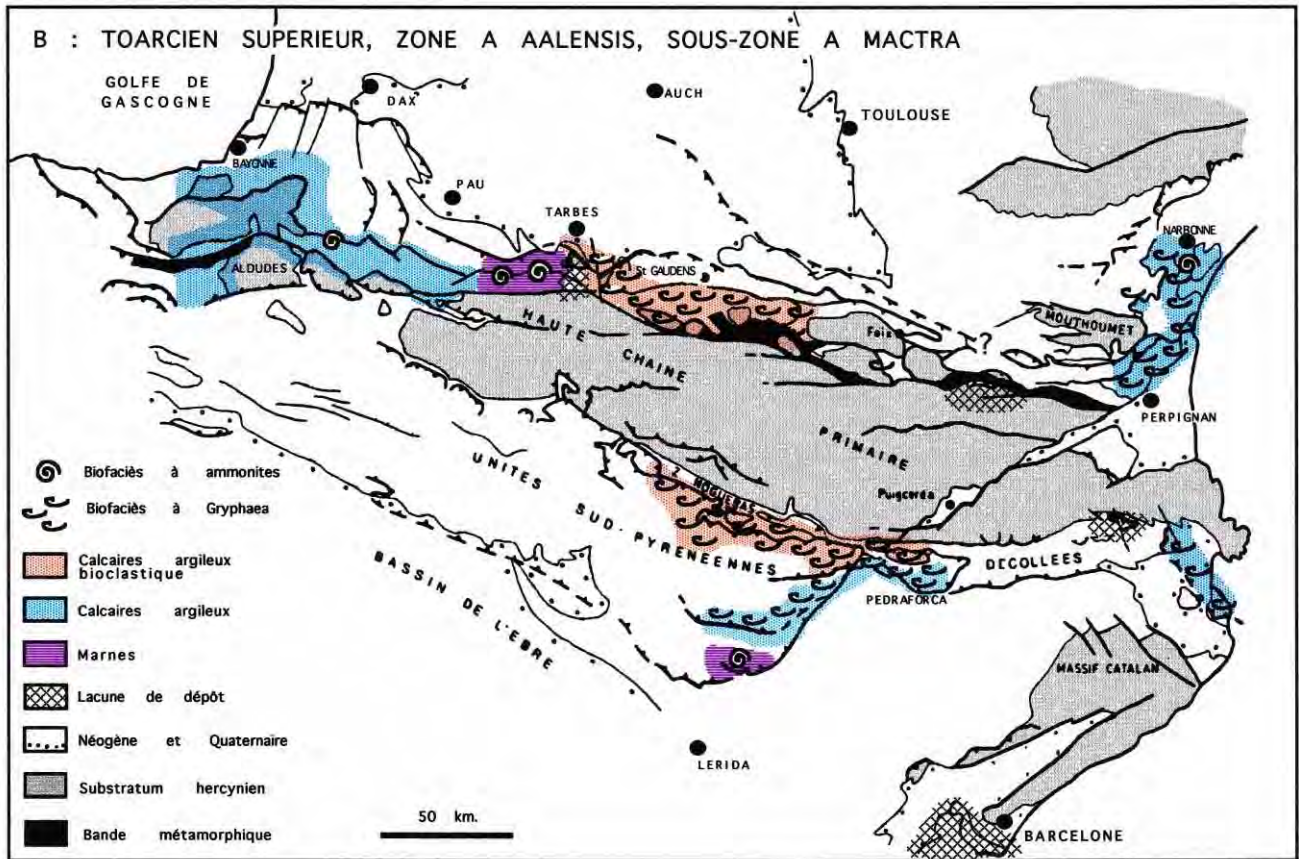 B : TOARCIEN SUPERIEUR, ZONE A AALENSIS, SOUS-ZONE A MACTRA
GOLFE DE
GASCOGNE
DAX
AUCH
TOULOUSE
BAYONNE
PAU
TARBES
NARBONNE
St GAUDENS
ALDUDES
MOUTHOUMET
Foix
?
HAUTE
CHAINE
PRIMAIRE
PERPIGNAN
Z. NOGUERAS
Puigcerda
UNITES SUD-PYRENEENNES DECOLLEES
BASSIN DE L'EBRE
PEDRAFORCA
MASSIF CATALAN
LERIDA
BARCELONE
Biofaciès à ammonites
Biofaciès à Gryphaea
Calcaires argileux
bioclastique
Calcaires argileux
Marnes
Lacune de dépôt
Néogène et Quaternaire
Substratum hercynien
Bande métamorphique
50 km.